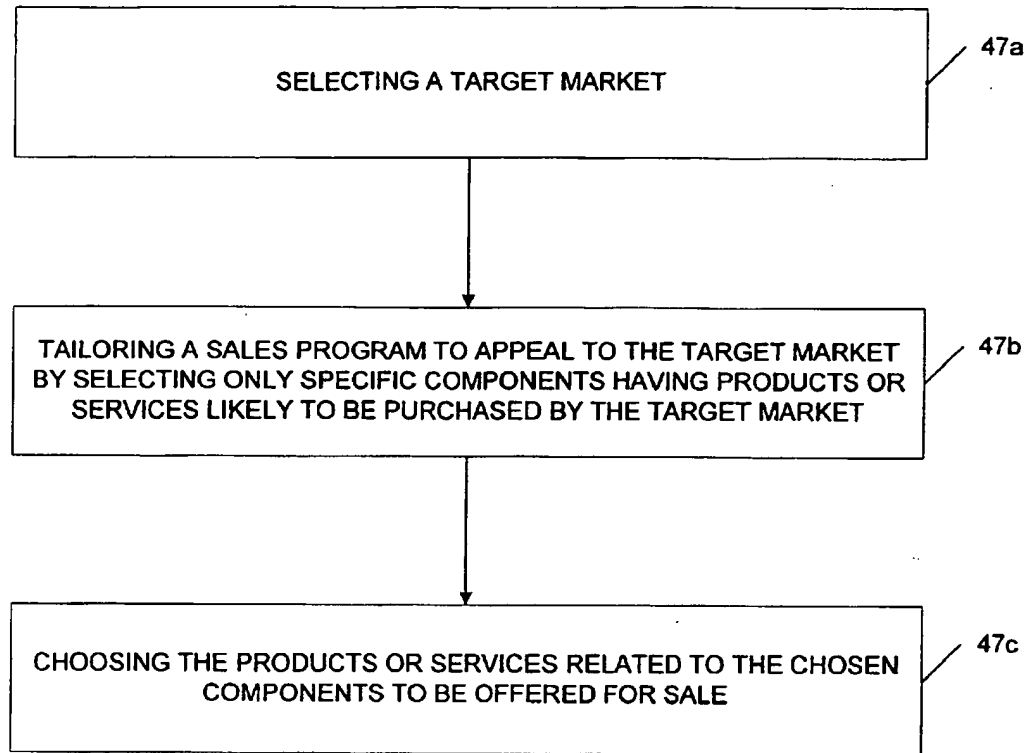 SELECTING A TARGET MARKET
47a
TAILORING A SALES PROGRAM TO APPEAL TO THE TARGET MARKET
BY SELECTING ONLY SPECIFIC COMPONENTS HAVING PRODUCTS OR
SERVICES LIKELY TO BE PURCHASED BY THE TARGET MARKET
47b
CHOOSING THE PRODUCTS OR SERVICES RELATED TO THE CHOSEN
COMPONENTS TO BE OFFERED FOR SALE
47c